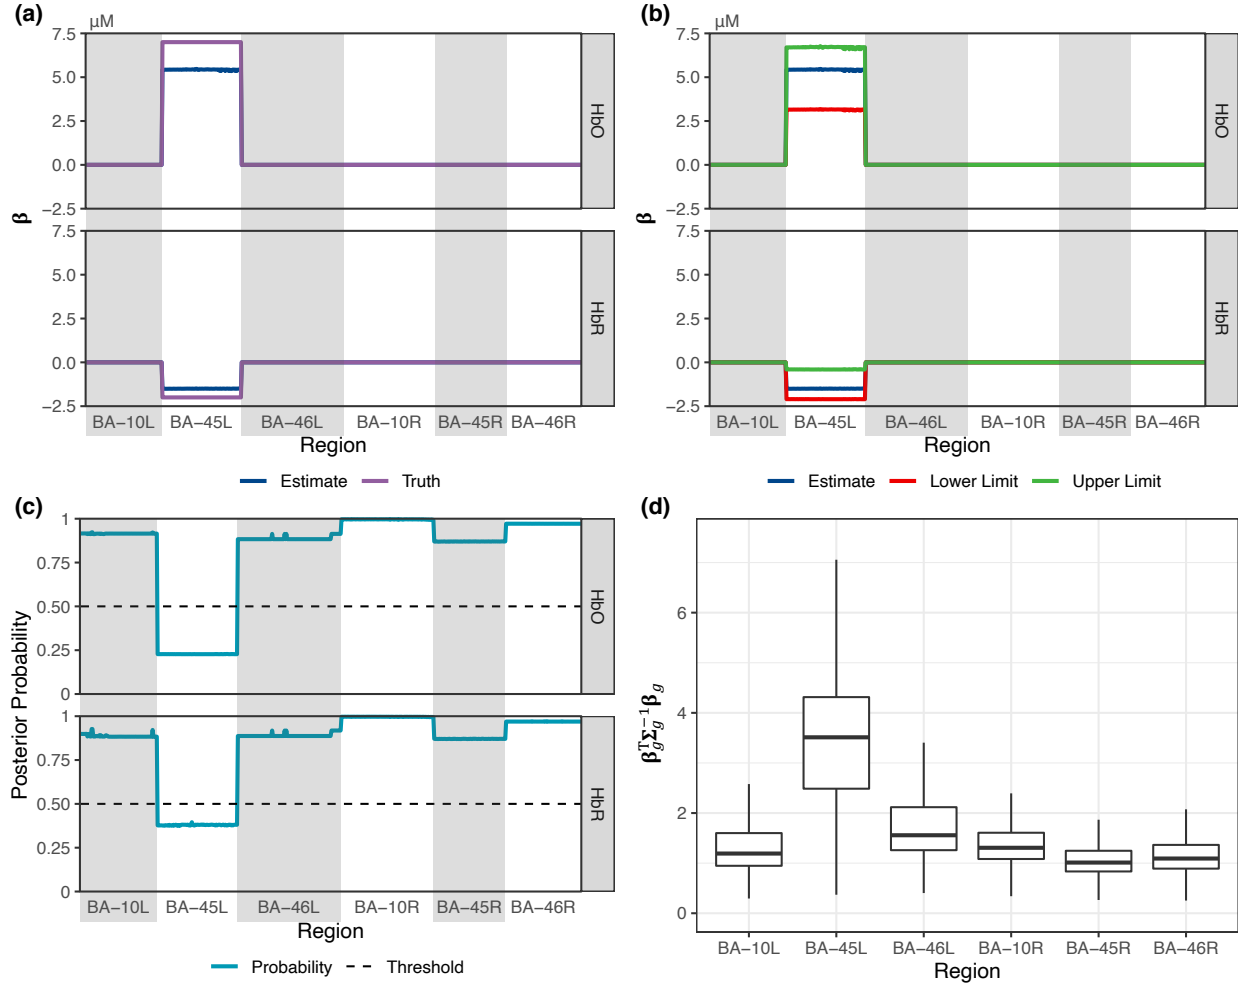 (a)
μM
7.5
5.0
2.5
0.0
−2.5
HbO
β
7.5
5.0
2.5
0.0
−2.5
HbR
BA−10L BA−45L BA−46L BA−10R BA−45R BA−46R
Region
Estimate Truth
(b)
μM
7.5
5.0
2.5
0.0
−2.5
HbO
β
7.5
5.0
2.5
0.0
−2.5
HbR
BA−10L BA−45L BA−46L BA−10R BA−45R BA−46R
Region
Estimate Lower Limit Upper Limit
(c)
1
0.75
0.50
0.25
0
HbO
Posterior Probability
1
0.75
0.50
0.25
0
HbR
BA−10L BA−45L BA−46L BA−10R BA−45R BA−46R
Region
Probability Threshold
(d)
6
4
2
0
β_g^T Σ_g^{−1} β_g
BA−10L BA−45L BA−46L BA−10R BA−45R BA−46R
Region